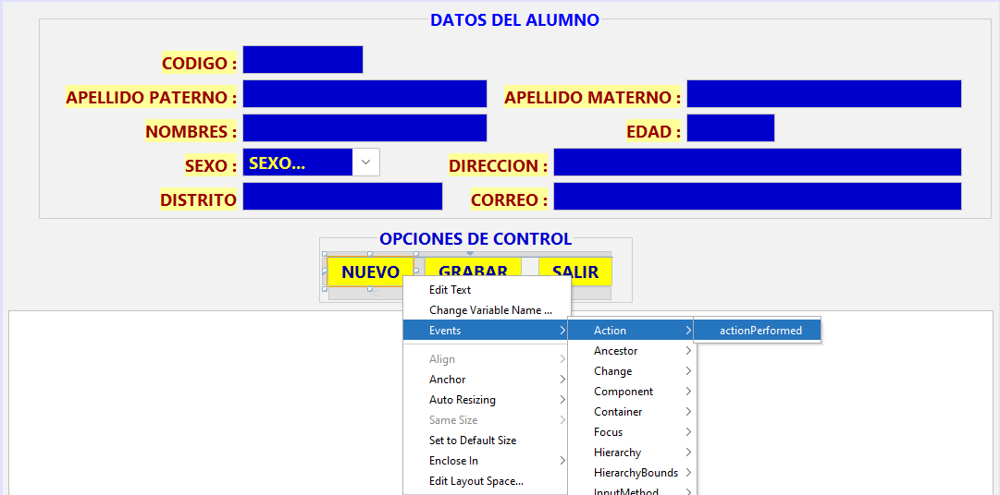 DATOS DEL ALUMNO
CODIGO :
APELLIDO PATERNO :
APELLIDO MATERNO :
NOMBRES :
EDAD :
SEXO :
SEXO...
DIRECCION :
DISTRITO
CORREO :
OPCIONES DE CONTROL
NUEVO
GRABAR
SALIR
Edit Text
Change Variable Name ...
Events
Align
Anchor
Auto Resizing
Same Size
Set to Default Size
Enclose In
Edit Layout Space...
Action
Ancestor
Change
Component
Container
Focus
Hierarchy
HierarchyBounds
InputMethod
actionPerformed